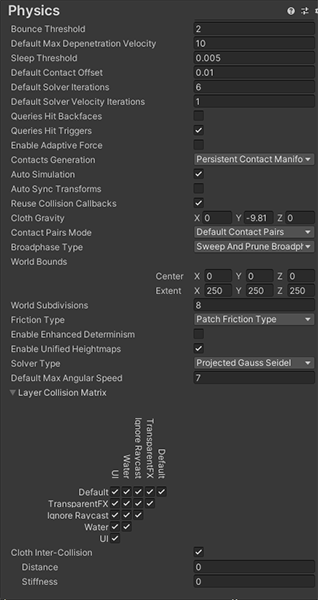 Physics
Bounce Threshold 2
Default Max Depenetration Velocity 10
Sleep Threshold 0.005
Default Contact Offset 0.01
Default Solver Iterations 6
Default Solver Velocity Iterations 1
Queries Hit Backfaces
Queries Hit Triggers
Enable Adaptive Force
Contacts Generation Persistent Contact Manifo
Auto Simulation
Auto Sync Transforms
Reuse Collision Callbacks
Cloth Gravity X 0 Y -9.81 Z 0
Contact Pairs Mode Default Contact Pairs
Broadphase Type Sweep And Prune Broadph
World Bounds
Center X 0 Y 0 Z 0
Extent X 250 Y 250 Z 250
World Subdivisions 8
Friction Type Patch Friction Type
Enable Enhanced Determinism
Enable Unified Heightmaps
Solver Type Projected Gauss Seidel
Default Max Angular Speed 7
Layer Collision Matrix
UI
Water
Ignore Raycast
TransparentFX
Default
Default
TransparentFX
Ignore Raycast
Water
UI
Cloth Inter-Collision
Distance 0
Stiffness 0